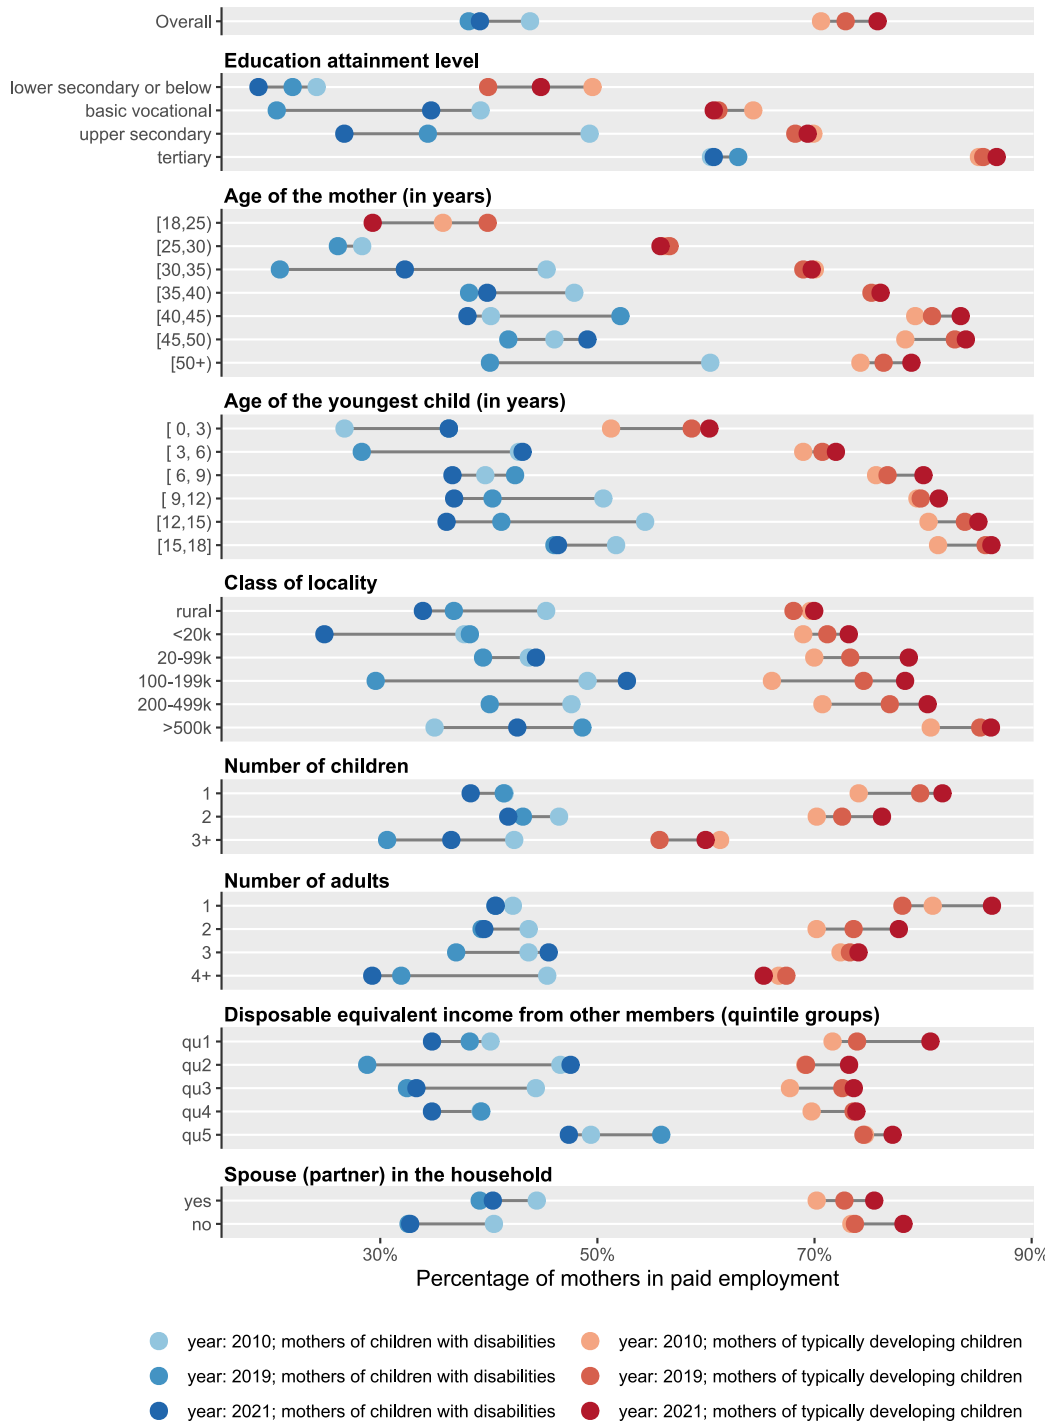 Overall
Education attainment level
lower secondary or below
basic vocational
upper secondary
tertiary
Age of the mother (in years)
[18,25)
[25,30)
[30,35)
[35,40)
[40,45)
[45,50)
[50+)
Age of the youngest child (in years)
[ 0, 3)
[ 3, 6)
[ 6, 9)
[ 9,12)
[12,15)
[15,18]
Class of locality
rural
<20k
20-99k
100-199k
200-499k
>500k
Number of children
1
2
3+
Number of adults
1
2
3
4+
Disposable equivalent income from other members (quintile groups)
qu1
qu2
qu3
qu4
qu5
Spouse (partner) in the household
yes
no
30% 50% 70% 90%
Percentage of mothers in paid employment
year: 2010; mothers of children with disabilities
year: 2010; mothers of typically developing children
year: 2019; mothers of children with disabilities
year: 2019; mothers of typically developing children
year: 2021; mothers of children with disabilities
year: 2021; mothers of typically developing children